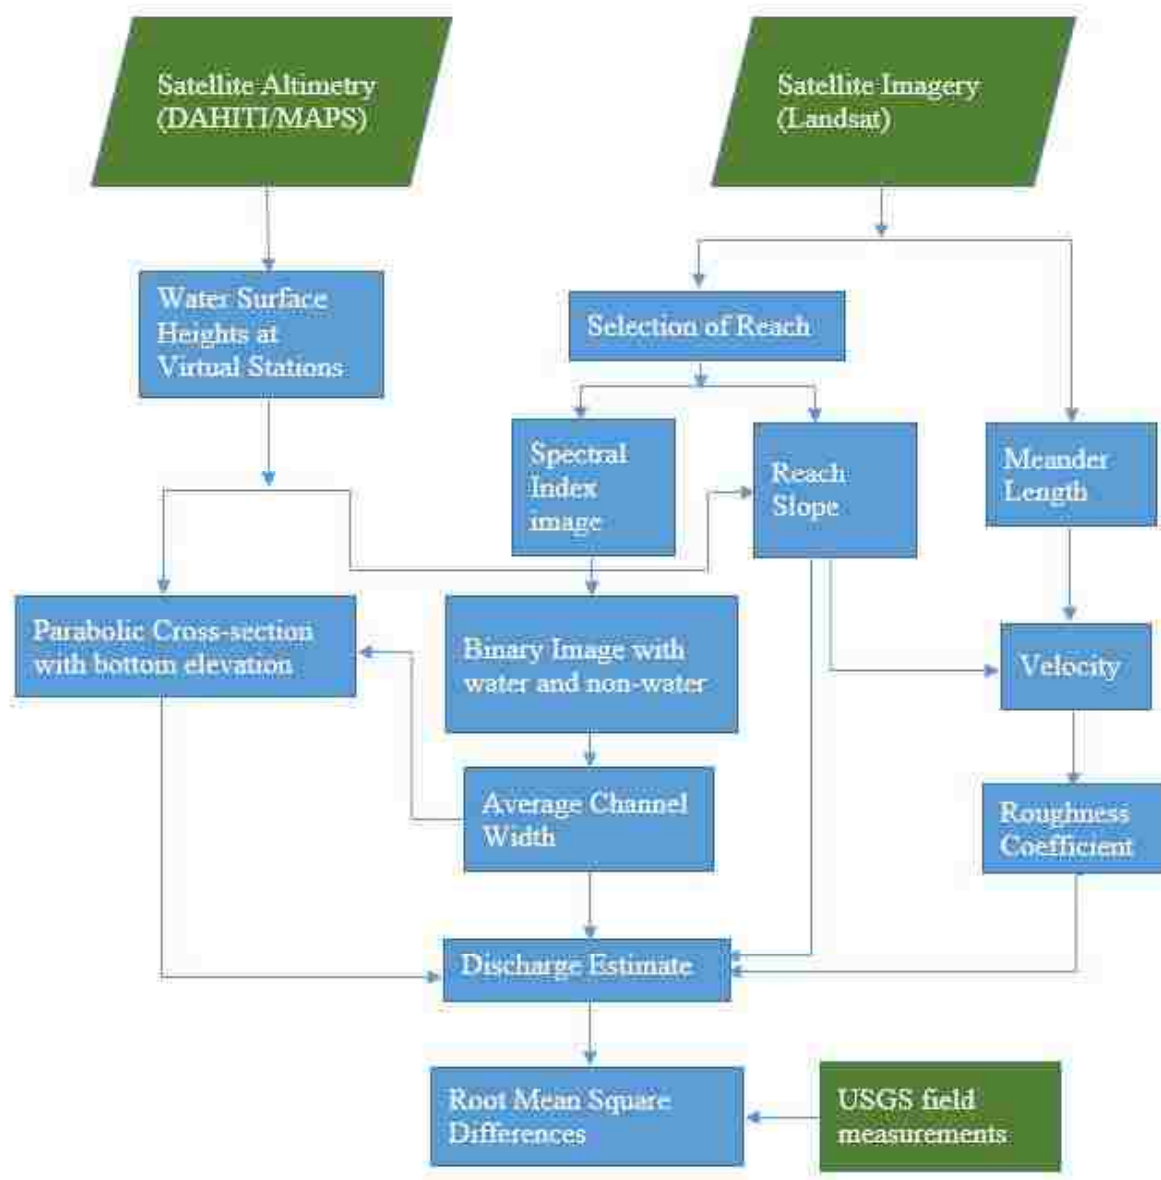 Satellite Altimetry
(DAHITI/MAPS)
Satellite Imagery
(Landsat)
Water Surface
Heights at
Virtual Stations
Selection of Reach
Spectral
Index
image
Reach
Slope
Meander
Length
Parabolic Cross-section
with bottom elevation
Binary Image with
water and non-water
Velocity
Average Channel
Width
Roughness
Coefficient
Discharge Estimate
Root Mean Square
Differences
USGS field
measurements